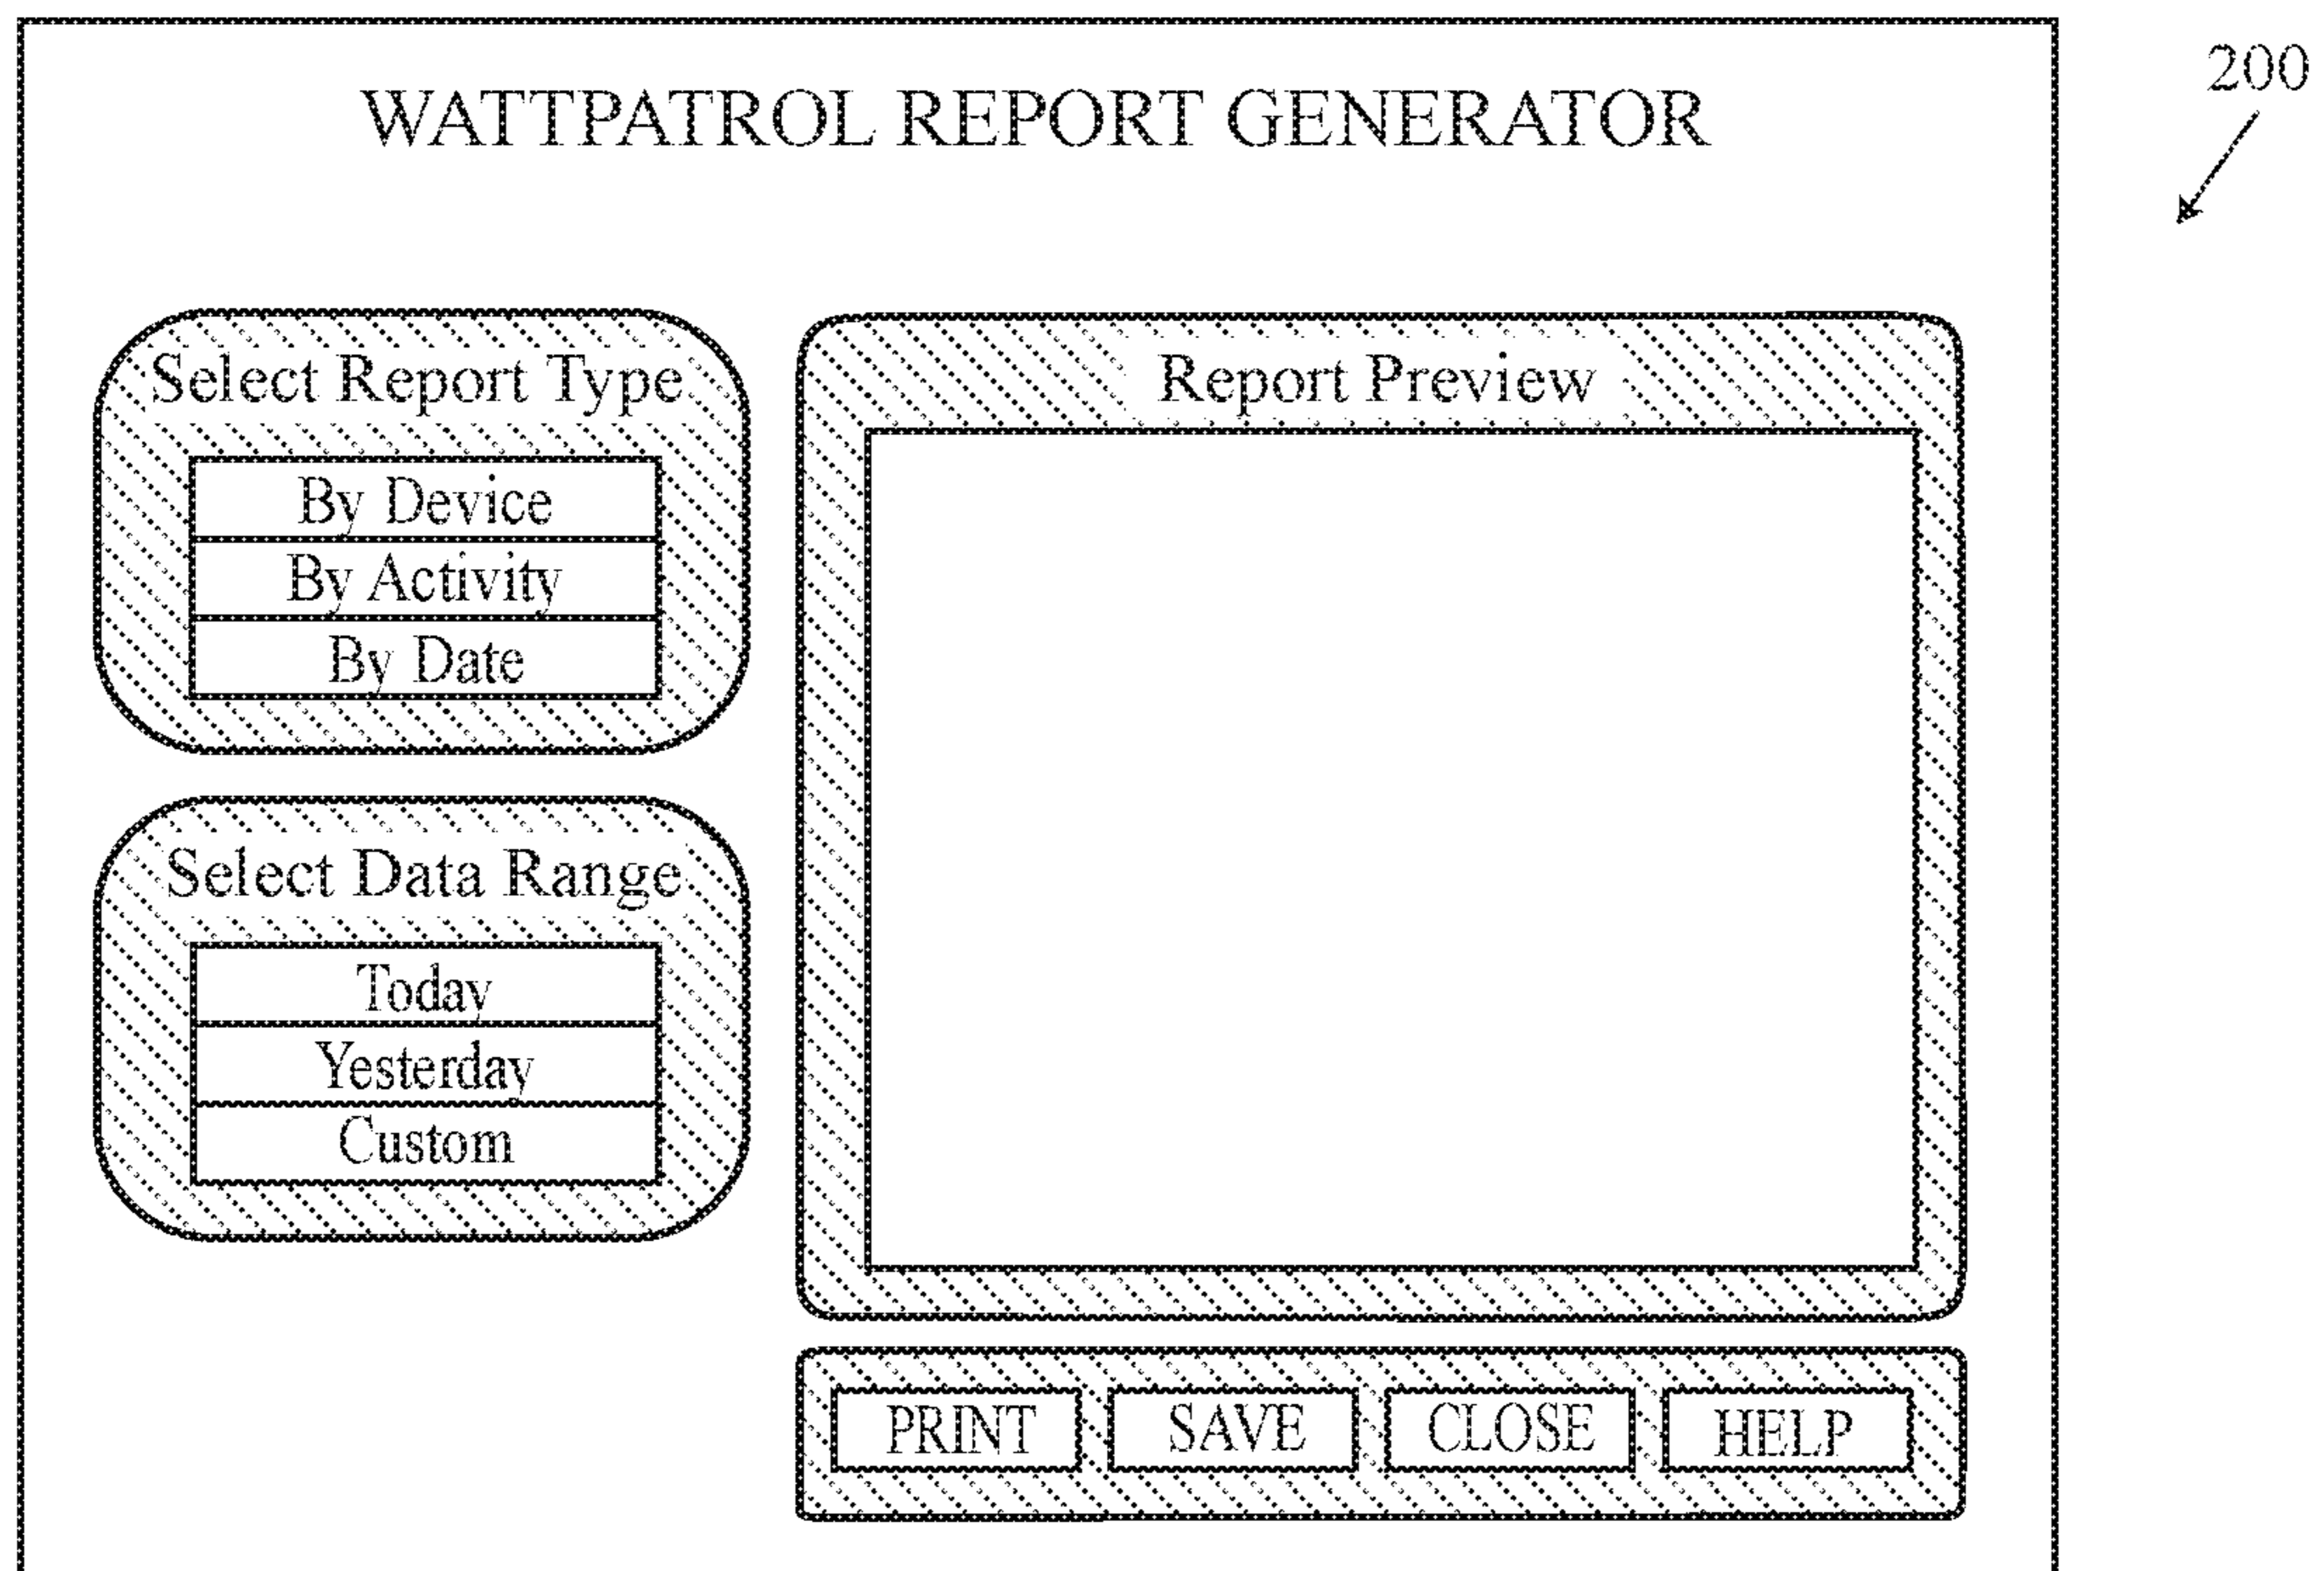 WATTPATROL REPORT GENERATOR
200
Select Report Type
By Device
By Activity
By Date
Select Data Range
Today
Yesterday
Custom
Report Preview
PRINT
SAVE
CLOSE
HELP